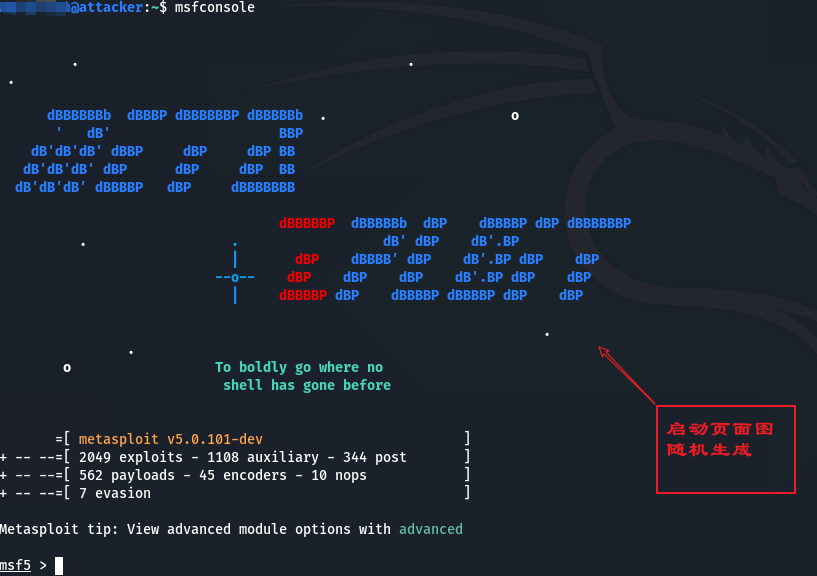 @attacker:~$ msfconsole
dBBBBBBb  dBBBP dBBBBBBP dBBBBBb  .                       o
'   dB'                     BBP
dB'dB'dB' dBBP     dBP     dBP BB
dB'dB'dB' dBP      dBP     dBP  BB
dB'dB'dB' dBBBBP   dBP     dBBBBBBB
dBBBBBP  dBBBBBb  dBP    dBBBBP dBP dBBBBBBP
.                  dB' dBP    dB'.BP
|       dBP    dBBBB' dBP    dB'.BP dBP    dBP
--o--    dBP    dBP    dBP    dB'.BP dBP    dBP
|     dBBBBP dBP    dBBBBP dBBBBP dBP    dBP
o
To boldly go where no
shell has gone before
启动页面图
随机生成
=[ metasploit v5.0.101-dev                         ]
+ -- --=[ 2049 exploits - 1108 auxiliary - 344 post       ]
+ -- --=[ 562 payloads - 45 encoders - 10 nops            ]
+ -- --=[ 7 evasion                                       ]
Metasploit tip: View advanced module options with advanced
msf5 >